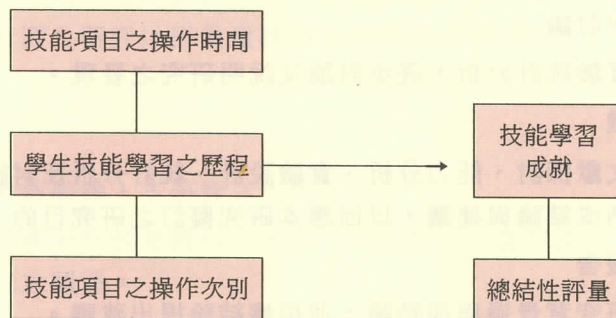 技能項目之操作時間
學生技能學習之歷程
技能學習
成就
技能項目之操作次別
總結性評量